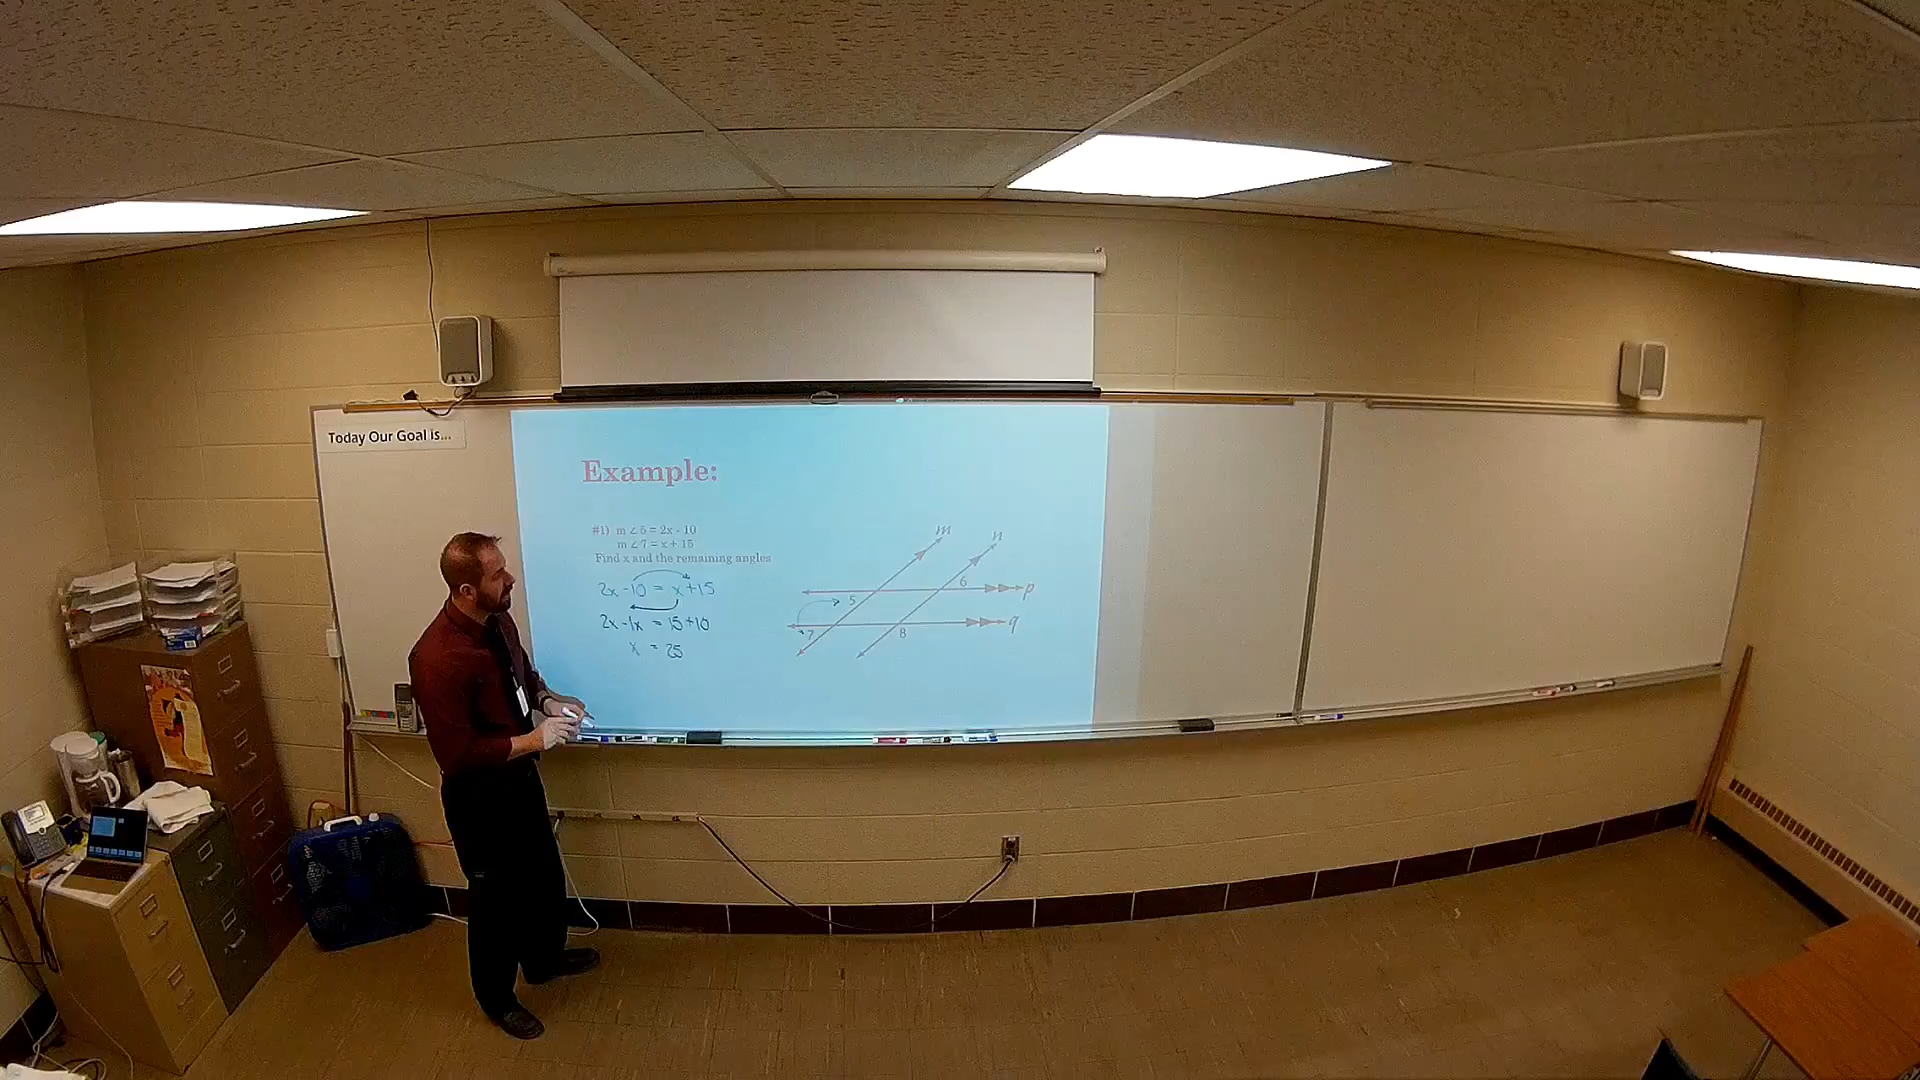 Today Our Goal is...
Example:
#1) m∠5 = 2x - 10
m∠7 = x + 15
Find x and the remaining angles
2x - 10 = x + 15
2x - 1x = 15 + 10
x = 25
m
n
6
p
5
q
7
8